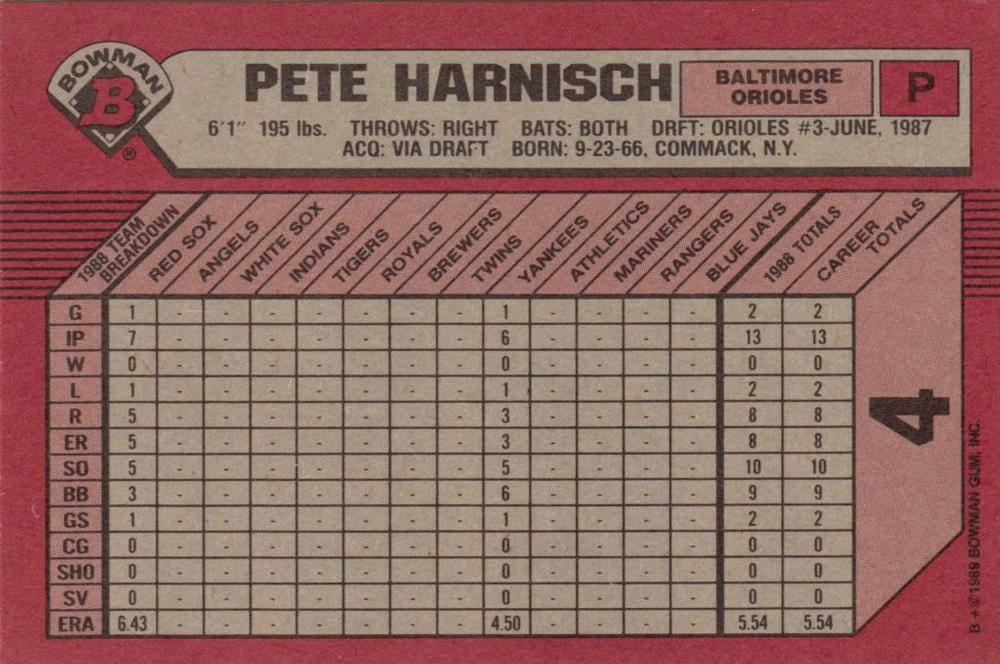 BOWMAN
B
®
PETE HARNISCH
BALTIMORE
ORIOLES
P
6'1" 195 lbs. THROWS: RIGHT BATS: BOTH DRFT: ORIOLES #3-JUNE, 1987
ACQ: VIA DRAFT BORN: 9-23-66, COMMACK, N.Y.
1988 TEAM
BREAKDOWN
RED SOX
ANGELS
WHITE SOX
INDIANS
TIGERS
ROYALS
BREWERS
TWINS
YANKEES
ATHLETICS
MARINERS
RANGERS
BLUE JAYS
1988 TOTALS
CAREER
TOTALS
G 1 - - - - - - - 1 - - - - 2 2
IP 7 - - - - - - - 6 - - - - 13 13
W 0 - - - - - - - 0 - - - - 0 0
L 1 - - - - - - - 1 - - - - 2 2
R 5 - - - - - - - 3 - - - - 8 8
ER 5 - - - - - - - 3 - - - - 8 8
SO 5 - - - - - - - 5 - - - - 10 10
BB 3 - - - - - - - 6 - - - - 9 9
GS 1 - - - - - - - 1 - - - - 2 2
CG 0 - - - - - - - 0 - - - - 0 0
SHO 0 - - - - - - - 0 - - - - 0 0
SV 0 - - - - - - - 0 - - - - 0 0
ERA 6.43 - - - - - - - 4.50 - - - - 5.54 5.54
4
B * ©1989 BOWMAN GUM, INC.